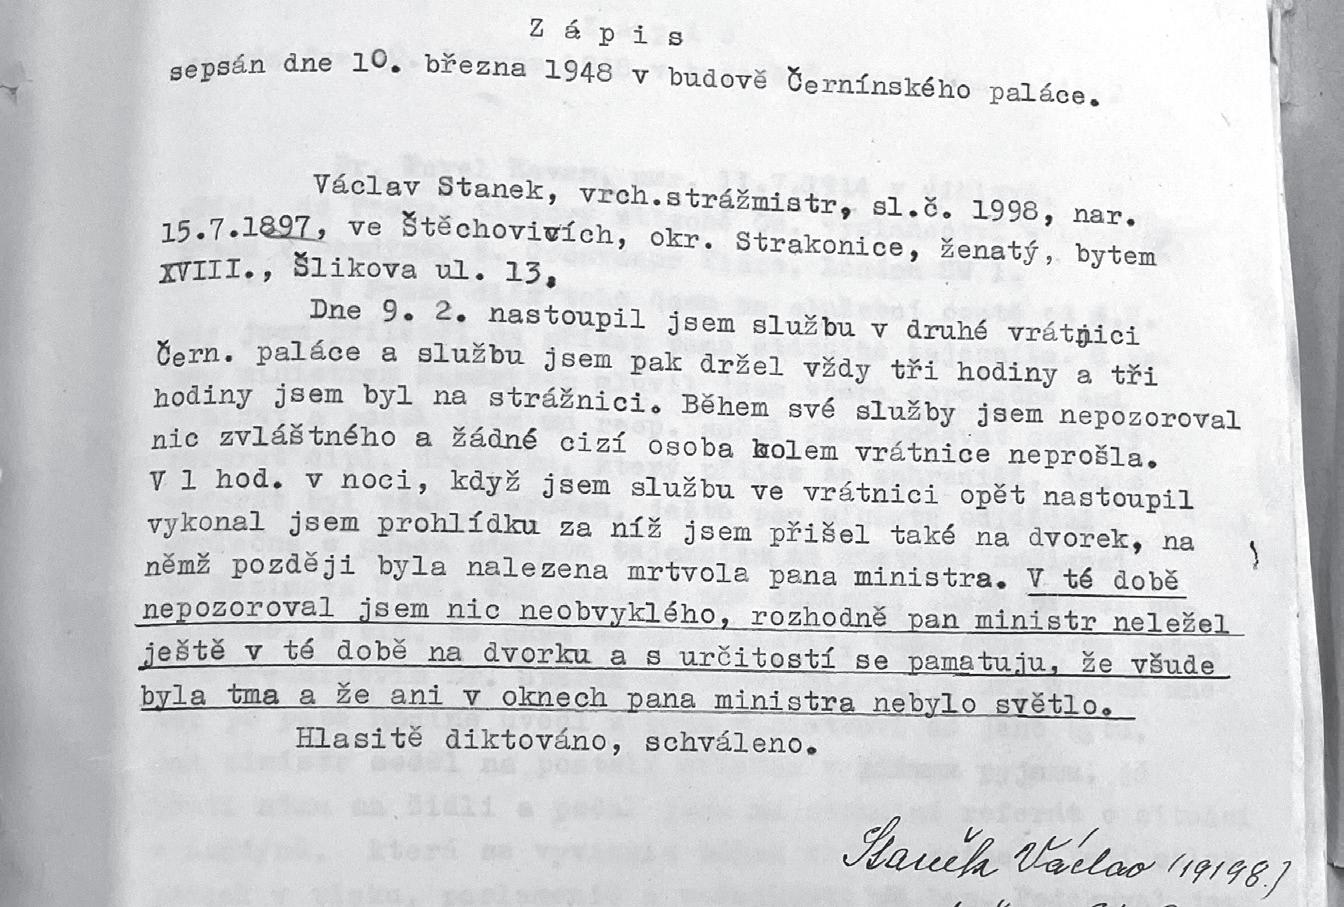 Z á p i s
sepsán dne 10. března 1948 v budově Černínského paláce.
Václav Stanek, vrch.strážmistr, sl.č. 1998, nar.
15.7.1897, ve Štěchovivích, okr. Strakonice, ženatý, bytem
XVIII., Šlikova ul. 13.
Dne 9. 2. nastoupil jsem službu v druhé vrátnici
Čern. paláce a službu jsem pak držel vždy tři hodiny a tři
hodiny jsem byl na strážnici. Během své služby jsem nepozoroval
nic zvláštného a žádné cizí osoba kolem vrátnice neprošla.
V 1 hod. v noci, když jsem službu ve vrátnici opět nastoupil
vykonal jsem prohlídku za níž jsem přišel také na dvorek, na
němž později byla nalezena mrtvola pana ministra. V té době
nepozoroval jsem nic neobvyklého, rozhodně pan ministr neležel
ještě v té době na dvorku a s určitostí se pamatuju, že všude
byla tma a že ani v oknech pana ministra nebylo světlo.
Hlasitě diktováno, schváleno.
Staněk Václav (19198.)